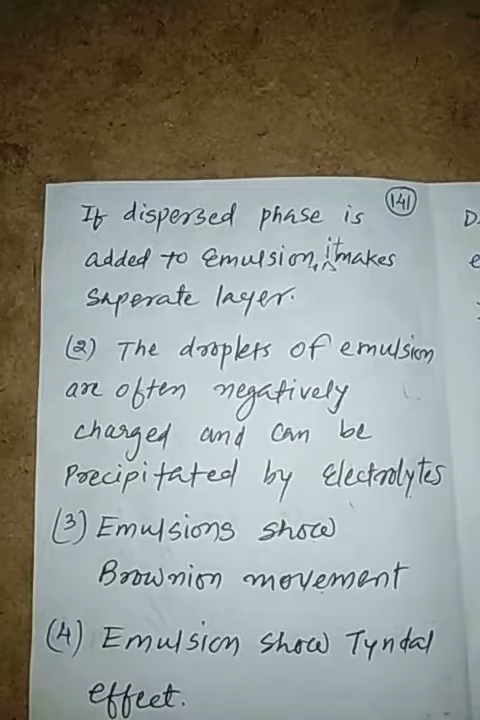 (141)
If dispersed phase is
added to Emulsion, it makes
Saperate layer.
(2) The droplets of emulsion
are often negatively
charged and can be
Precipitated by Electrolytes
(3) Emulsions show
Brownion movement
(4) Emulsion show Tyndal
effect.
D.
e